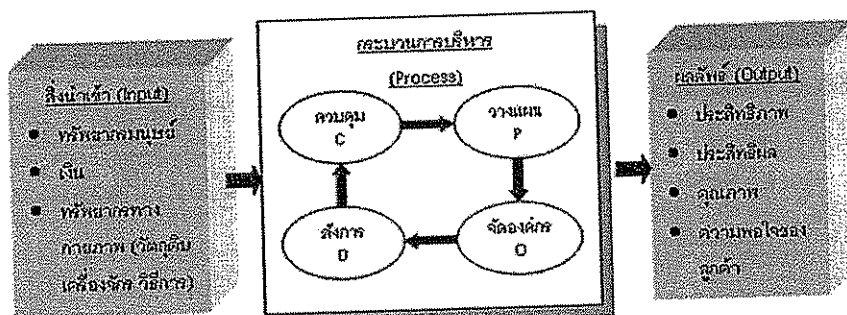 สิ่งนำเข้า (Input)
ทรัพยากรมนุษย์
เงิน
ทรัพยากรทาง
กายภาพ (วัตถุดิบ
เครื่องจักร วิธีการ)
กระบวนการบริหาร
(Process)
ควบคุม
C
วางแผน
P
สั่งการ
D
จัดองค์กร
O
ผลลัพธ์ (Output)
ประสิทธิภาพ
ประสิทธิผล
คุณภาพ
ความพอใจของ
ลูกค้า